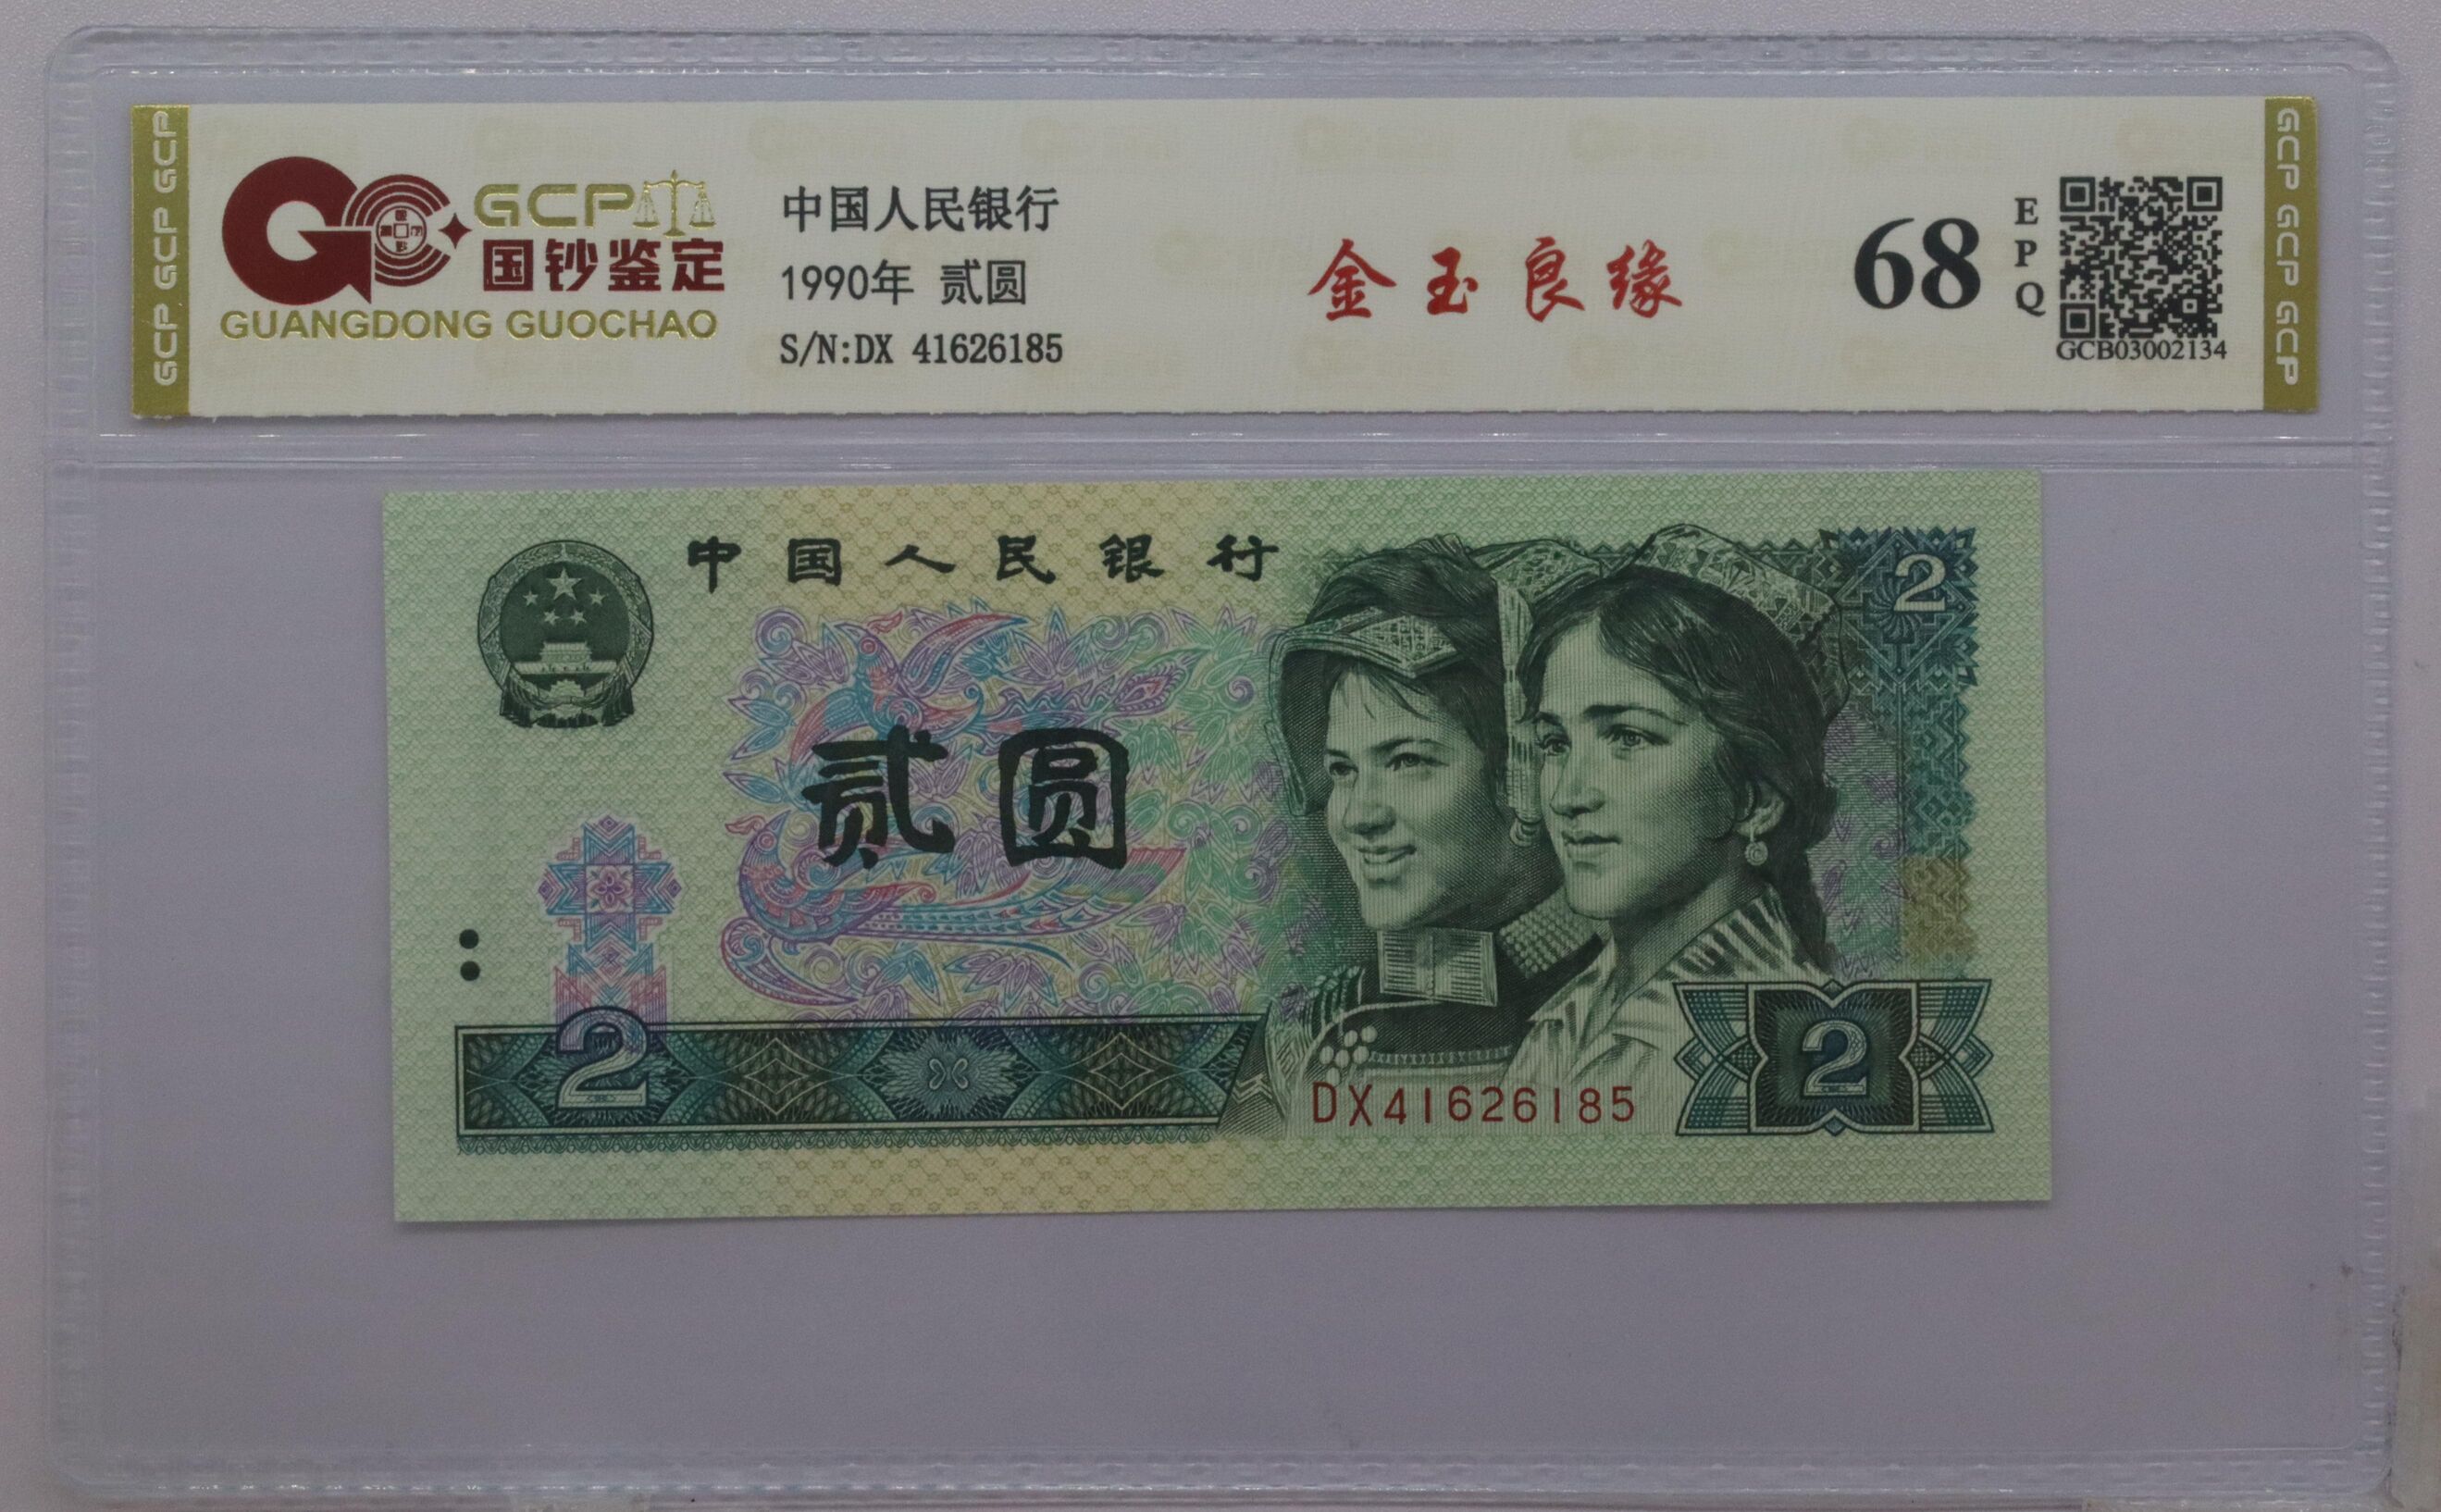 GCP GCP GCP
GCP
国钞鉴定
GUANGDONG GUOCHAO
中国人民银行
1990年 贰圆
S/N:DX 41626185
金玉良缘
68
EPQ
GCB03002134
GCP GCP GCP
中国人民银行
2
贰圆
2
DX41626185
2